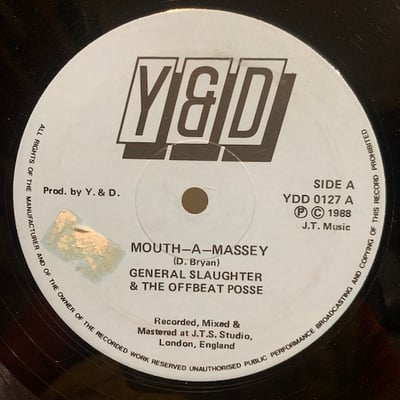 Y&D
Prod. by Y. & D.
SIDE A
YDD 0127 A
Ⓟ © 1988
J.T. Music
MOUTH—A—MASSEY
(D. Bryan)
GENERAL SLAUGHTER
& THE OFFBEAT POSSE
Recorded, Mixed &
Mastered at J.T.S. Studio,
London, England
ALL RIGHTS OF THE MANUFACTURER AND OF THE OWNER OF THE RECORDED WORK RESERVED UNAUTHORISED PUBLIC PERFORMANCE BROADCASTING AND COPYING OF THIS RECORD PROHIBITED